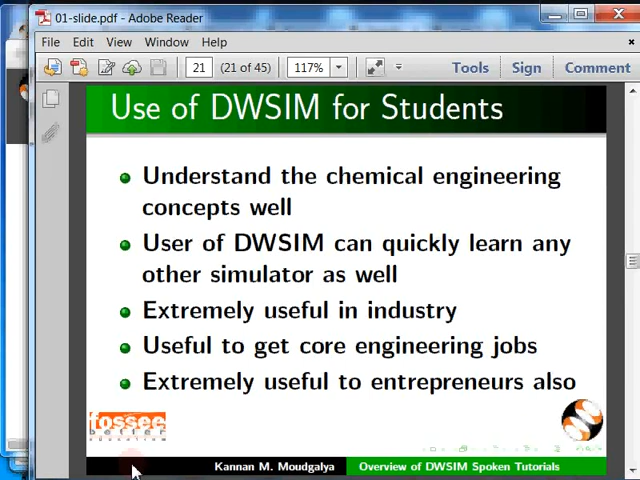 01-slide.pdf - Adobe Reader
File Edit View Window Help
21 (21 of 45) 117% Tools Sign Comment
Use of DWSIM for Students
Understand the chemical engineering
concepts well
User of DWSIM can quickly learn any
other simulator as well
Extremely useful in industry
Useful to get core engineering jobs
Extremely useful to entrepreneurs also
fossee
Kannan M. Moudgalya Overview of DWSIM Spoken Tutorials